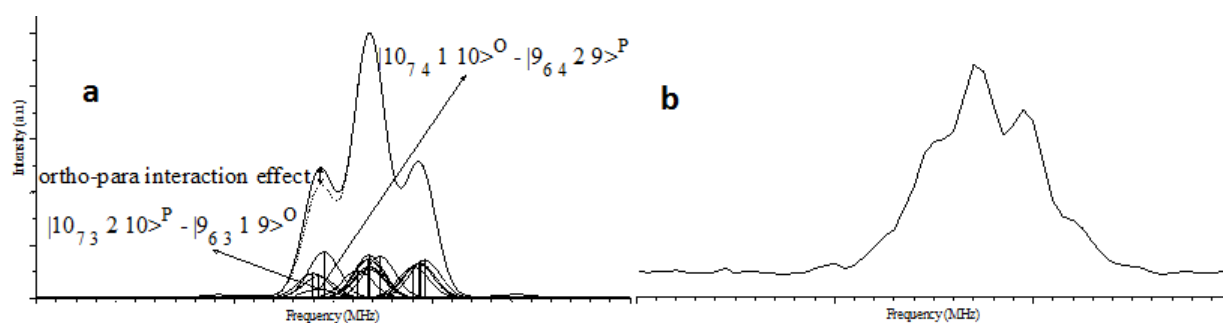 |10₇ ₄ 1 10>ᴼ - |9₆ ₄ 2 9>ᴾ
a
b
Intensity (a.u)
ortho-para interaction effect
|10₇ ₃ 2 10>ᴾ - |9₆ ₃ 1 9>ᴼ
Frequency (MHz)
Frequency (MHz)